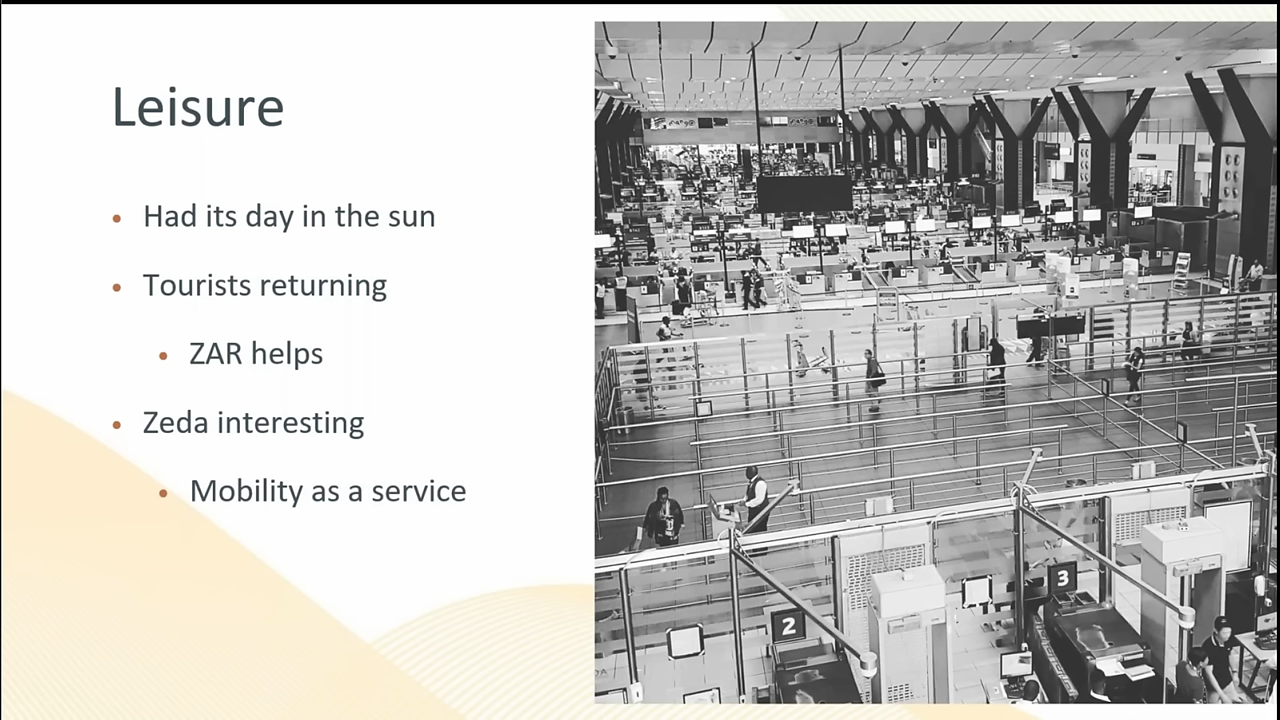 Leisure
Had its day in the sun
Tourists returning
ZAR helps
Zeda interesting
Mobility as a service
2
3